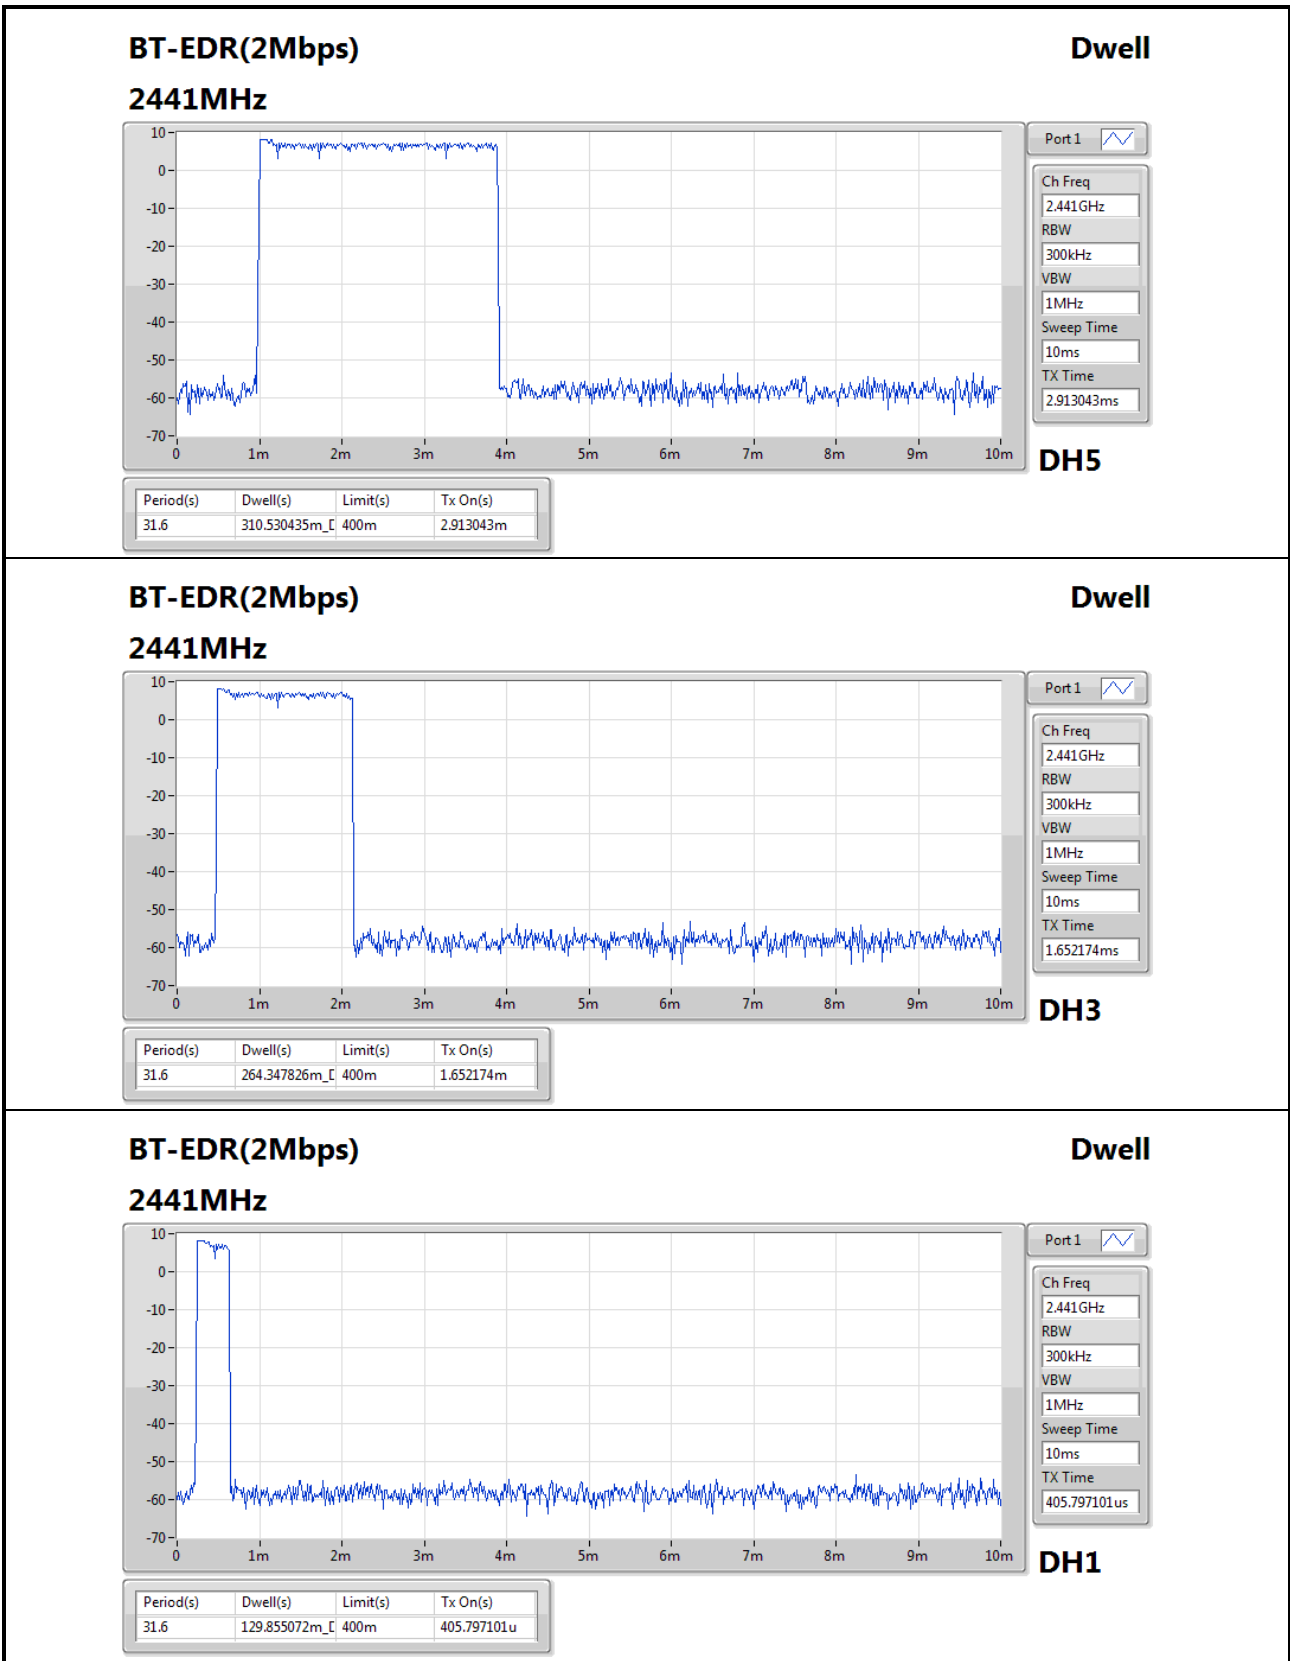 BT-EDR(2Mbps) Dwell
2441MHz
10
0
-10
-20
-30
-40
-50
-60
-70
0 1m 2m 3m 4m 5m 6m 7m 8m 9m 10m
Port 1
Ch Freq
2.441GHz
RBW
300kHz
VBW
1MHz
Sweep Time
10ms
TX Time
2.913043ms
DH5
Period(s) Dwell(s) Limit(s) Tx On(s)
31.6 310.530435m_ 400m 2.913043m
BT-EDR(2Mbps) Dwell
2441MHz
10
0
-10
-20
-30
-40
-50
-60
-70
0 1m 2m 3m 4m 5m 6m 7m 8m 9m 10m
Port 1
Ch Freq
2.441GHz
RBW
300kHz
VBW
1MHz
Sweep Time
10ms
TX Time
1.652174ms
DH3
Period(s) Dwell(s) Limit(s) Tx On(s)
31.6 264.347826m_ 400m 1.652174m
BT-EDR(2Mbps) Dwell
2441MHz
10
0
-10
-20
-30
-40
-50
-60
-70
0 1m 2m 3m 4m 5m 6m 7m 8m 9m 10m
Port 1
Ch Freq
2.441GHz
RBW
300kHz
VBW
1MHz
Sweep Time
10ms
TX Time
405.797101us
DH1
Period(s) Dwell(s) Limit(s) Tx On(s)
31.6 129.855072m_ 400m 405.797101u